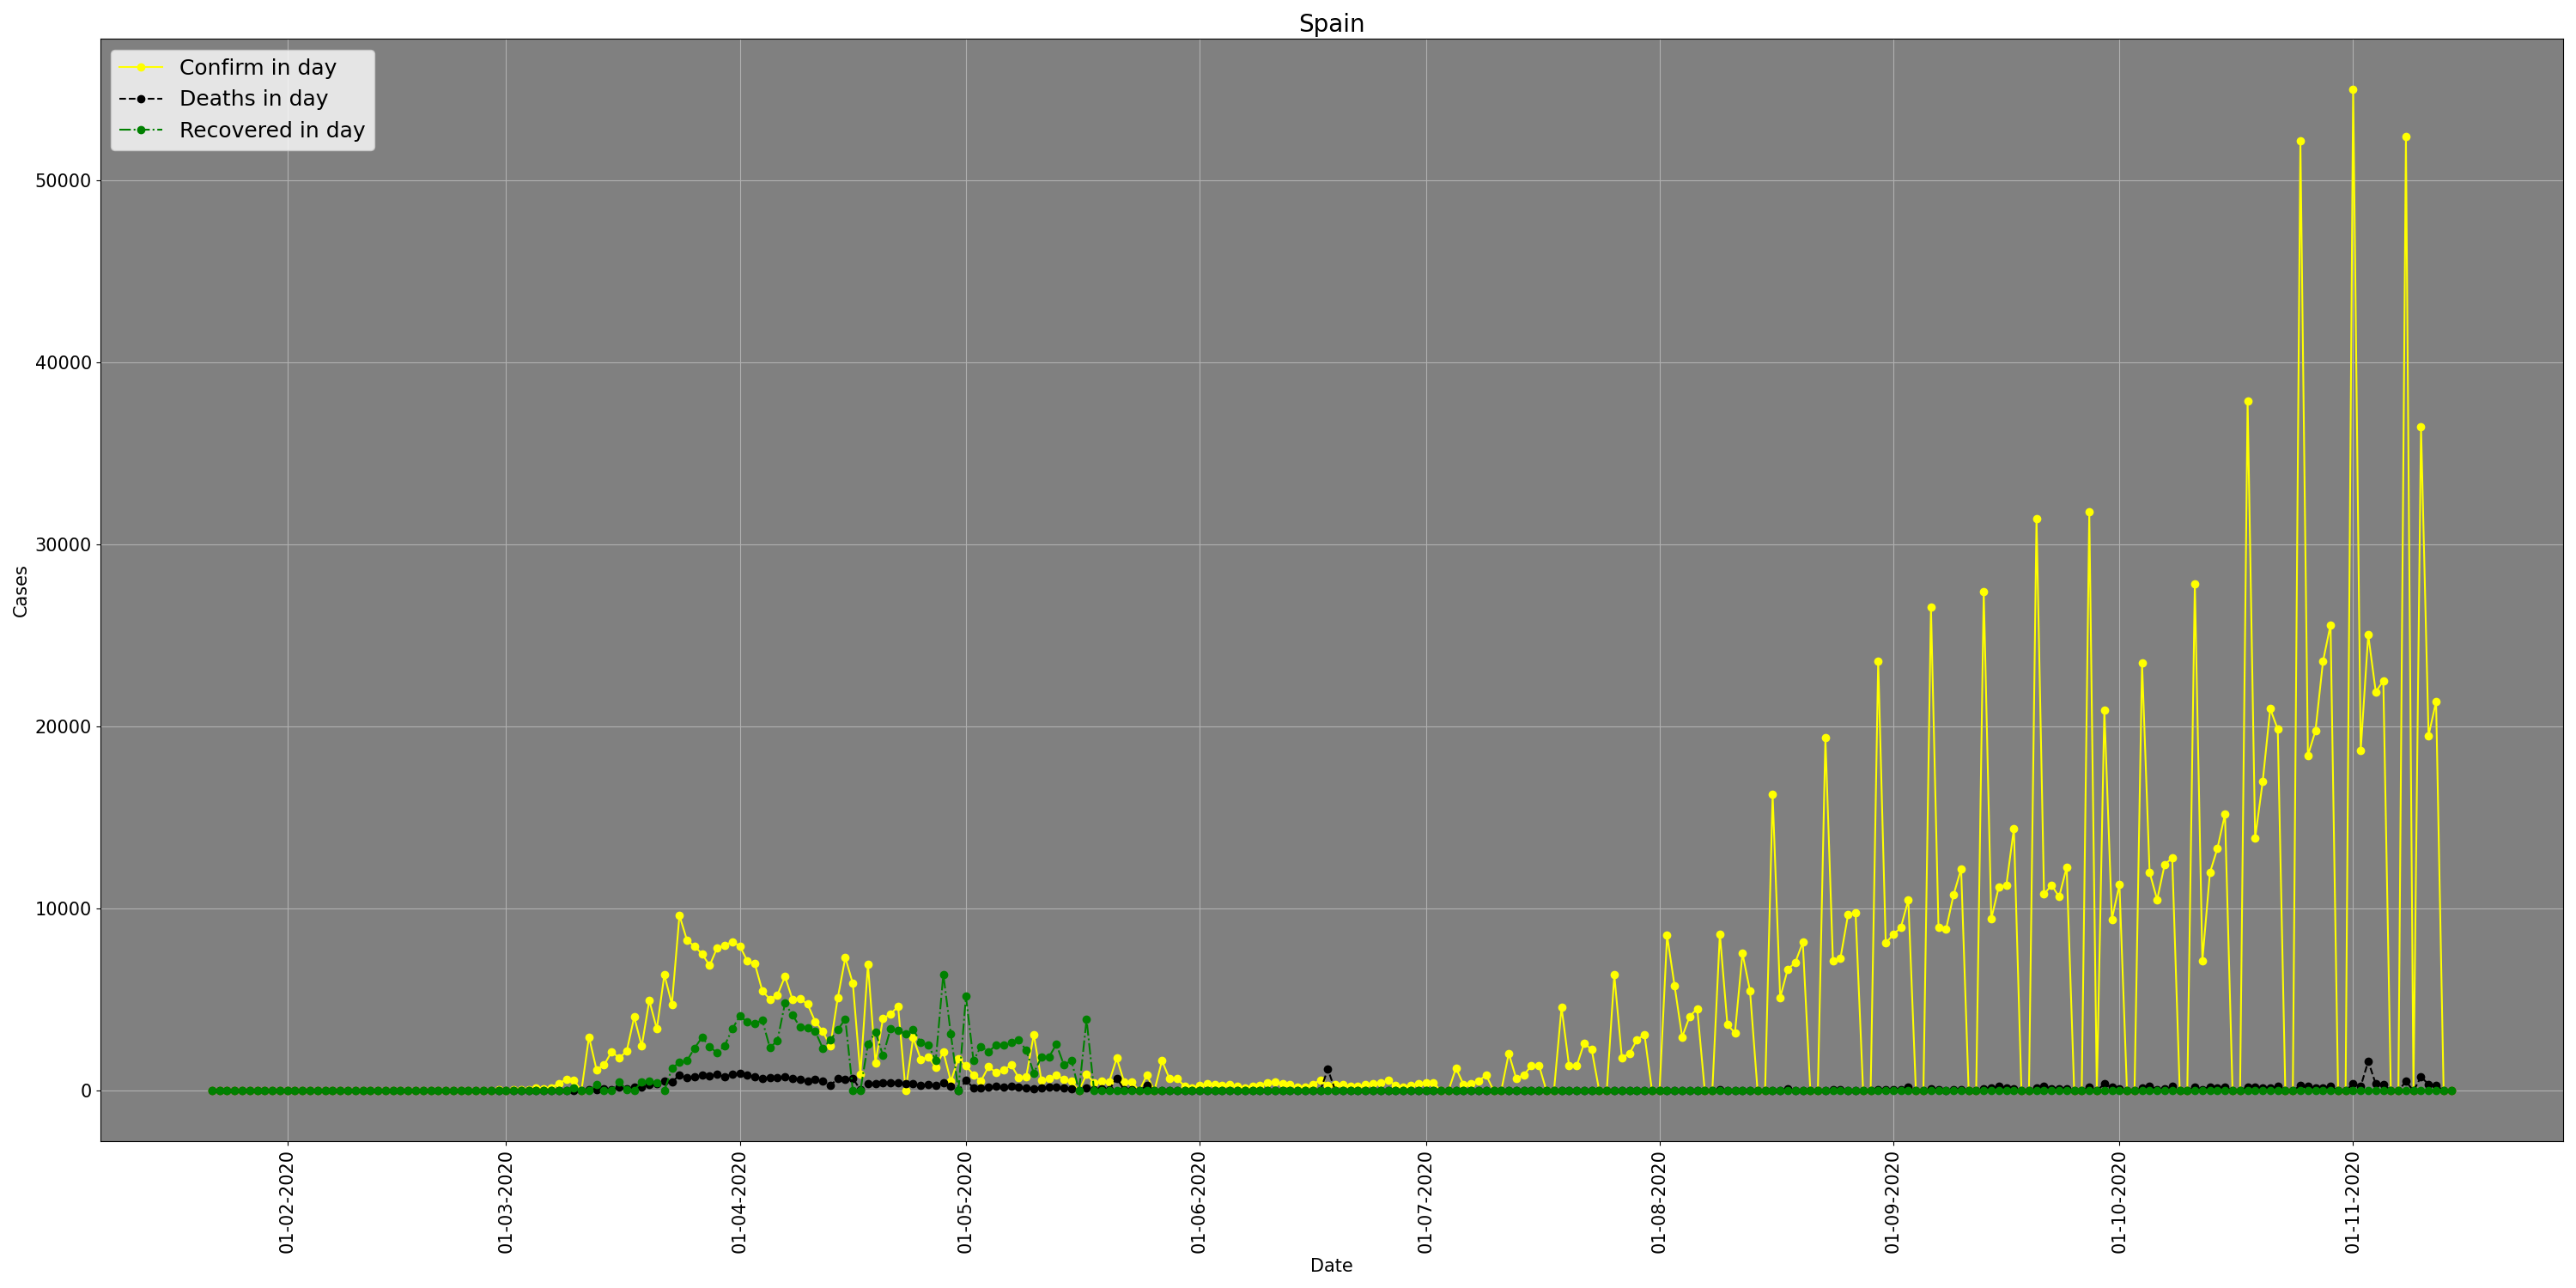 Spain
Confirm in day
Deaths in day
Recovered in day
50000
40000
30000
20000
10000
0
Cases
01-02-2020
01-03-2020
01-04-2020
01-05-2020
01-06-2020
01-07-2020
01-08-2020
01-09-2020
01-10-2020
01-11-2020
Date